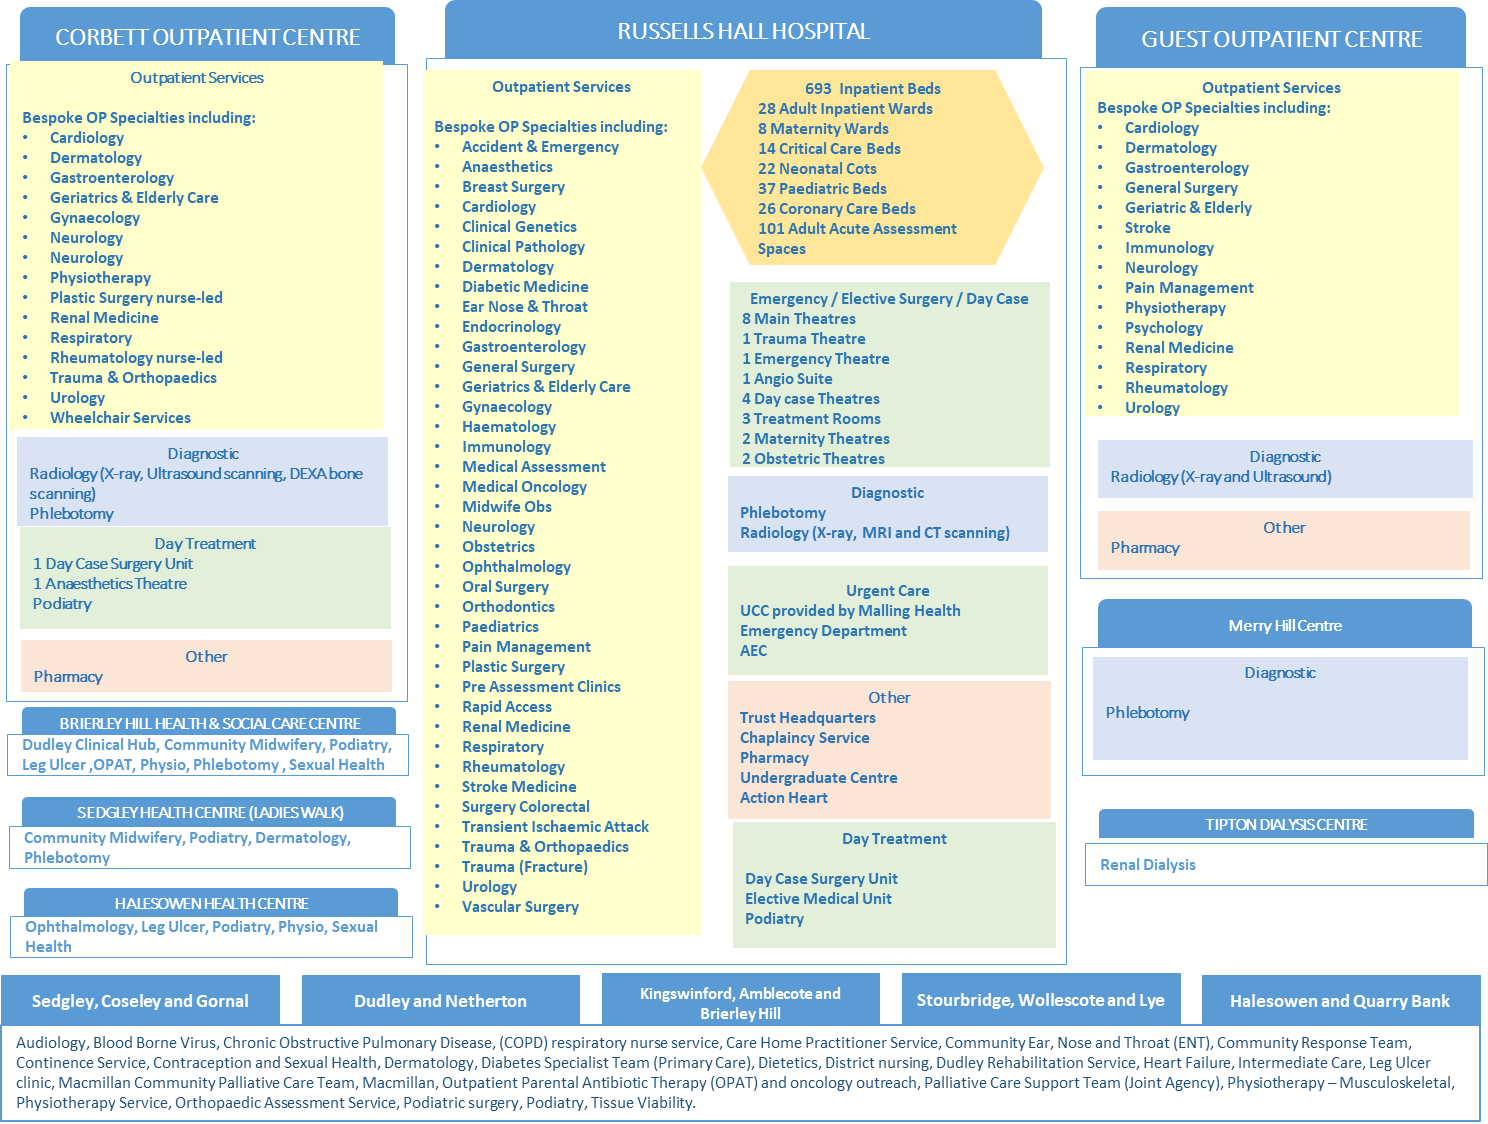 CORBETT OUTPATIENT CENTRE
Outpatient Services
Bespoke OP Specialties including:
• Cardiology
• Dermatology
• Gastroenterology
• Geriatrics & Elderly Care
• Gynaecology
• Neurology
• Neurology
• Physiotherapy
• Plastic Surgery nurse-led
• Renal Medicine
• Respiratory
• Rheumatology nurse-led
• Trauma & Orthopaedics
• Urology
• Wheelchair Services
Diagnostic
Radiology (X-ray, Ultrasound scanning, DEXA bone
scanning)
Phlebotomy
Day Treatment
1 Day Case Surgery Unit
1 Anaesthetics Theatre
Podiatry
Other
Pharmacy
BRIERLEY HILL HEALTH & SOCIAL CARE CENTRE
Dudley Clinical Hub, Community Midwifery, Podiatry,
Leg Ulcer ,OPAT, Physio, Phlebotomy , Sexual Health
SEDGLEY HEALTH CENTRE (LADIES WALK)
Community Midwifery, Podiatry, Dermatology,
Phlebotomy
HALESOWEN HEALTH CENTRE
Ophthalmology, Leg Ulcer, Podiatry, Physio, Sexual
Health
RUSSELLS HALL HOSPITAL
Outpatient Services
Bespoke OP Specialties including:
• Accident & Emergency
• Anaesthetics
• Breast Surgery
• Cardiology
• Clinical Genetics
• Clinical Pathology
• Dermatology
• Diabetic Medicine
• Ear Nose & Throat
• Endocrinology
• Gastroenterology
• General Surgery
• Geriatrics & Elderly Care
• Gynaecology
• Haematology
• Immunology
• Medical Assessment
• Medical Oncology
• Midwife Obs
• Neurology
• Obstetrics
• Ophthalmology
• Oral Surgery
• Orthodontics
• Paediatrics
• Pain Management
• Plastic Surgery
• Pre Assessment Clinics
• Rapid Access
• Renal Medicine
• Respiratory
• Rheumatology
• Stroke Medicine
• Surgery Colorectal
• Transient Ischaemic Attack
• Trauma & Orthopaedics
• Trauma (Fracture)
• Urology
• Vascular Surgery
693 Inpatient Beds
28 Adult Inpatient Wards
8 Maternity Wards
14 Critical Care Beds
22 Neonatal Cots
37 Paediatric Beds
26 Coronary Care Beds
101 Adult Acute Assessment
Spaces
Emergency / Elective Surgery / Day Case
8 Main Theatres
1 Trauma Theatre
1 Emergency Theatre
1 Angio Suite
4 Day case Theatres
3 Treatment Rooms
2 Maternity Theatres
2 Obstetric Theatres
Diagnostic
Phlebotomy
Radiology (X-ray, MRI and CT scanning)
Urgent Care
UCC provided by Malling Health
Emergency Department
AEC
Other
Trust Headquarters
Chaplaincy Service
Pharmacy
Undergraduate Centre
Action Heart
Day Treatment
Day Case Surgery Unit
Elective Medical Unit
Podiatry
GUEST OUTPATIENT CENTRE
Outpatient Services
Bespoke OP Specialties including:
• Cardiology
• Dermatology
• Gastroenterology
• General Surgery
• Geriatric & Elderly
• Stroke
• Immunology
• Neurology
• Pain Management
• Physiotherapy
• Psychology
• Renal Medicine
• Respiratory
• Rheumatology
• Urology
Diagnostic
Radiology (X-ray and Ultrasound)
Other
Pharmacy
Merry Hill Centre
Diagnostic
Phlebotomy
TIPTON DIALYSIS CENTRE
Renal Dialysis
Sedgley, Coseley and Gornal
Dudley and Netherton
Kingswinford, Amblecote and
Brierley Hill
Stourbridge, Wollescote and Lye
Halesowen and Quarry Bank
Audiology, Blood Borne Virus, Chronic Obstructive Pulmonary Disease, (COPD) respiratory nurse service, Care Home Practitioner Service, Community Ear, Nose and Throat (ENT), Community Response Team,
Continence Service, Contraception and Sexual Health, Dermatology, Diabetes Specialist Team (Primary Care), Dietetics, District nursing, Dudley Rehabilitation Service, Heart Failure, Intermediate Care, Leg Ulcer
clinic, Macmillan Community Palliative Care Team, Macmillan, Outpatient Parental Antibiotic Therapy (OPAT) and oncology outreach, Palliative Care Support Team (Joint Agency), Physiotherapy – Musculoskeletal,
Physiotherapy Service, Orthopaedic Assessment Service, Podiatric surgery, Podiatry, Tissue Viability.